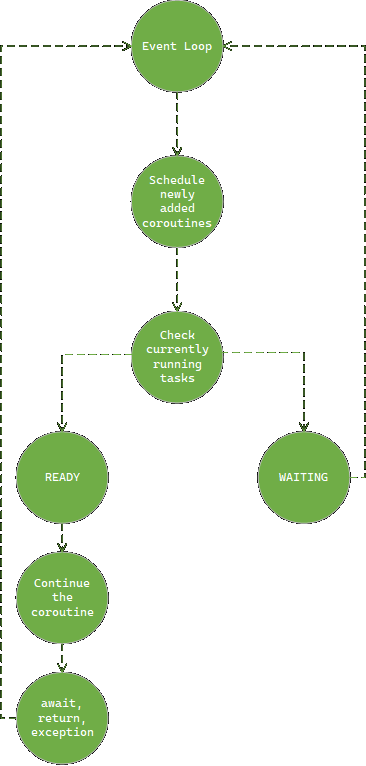 Event Loop
Schedule
newly
added
coroutines
Check
currently
running
tasks
READY
WAITING
Continue
the
coroutine
await,
return,
exception